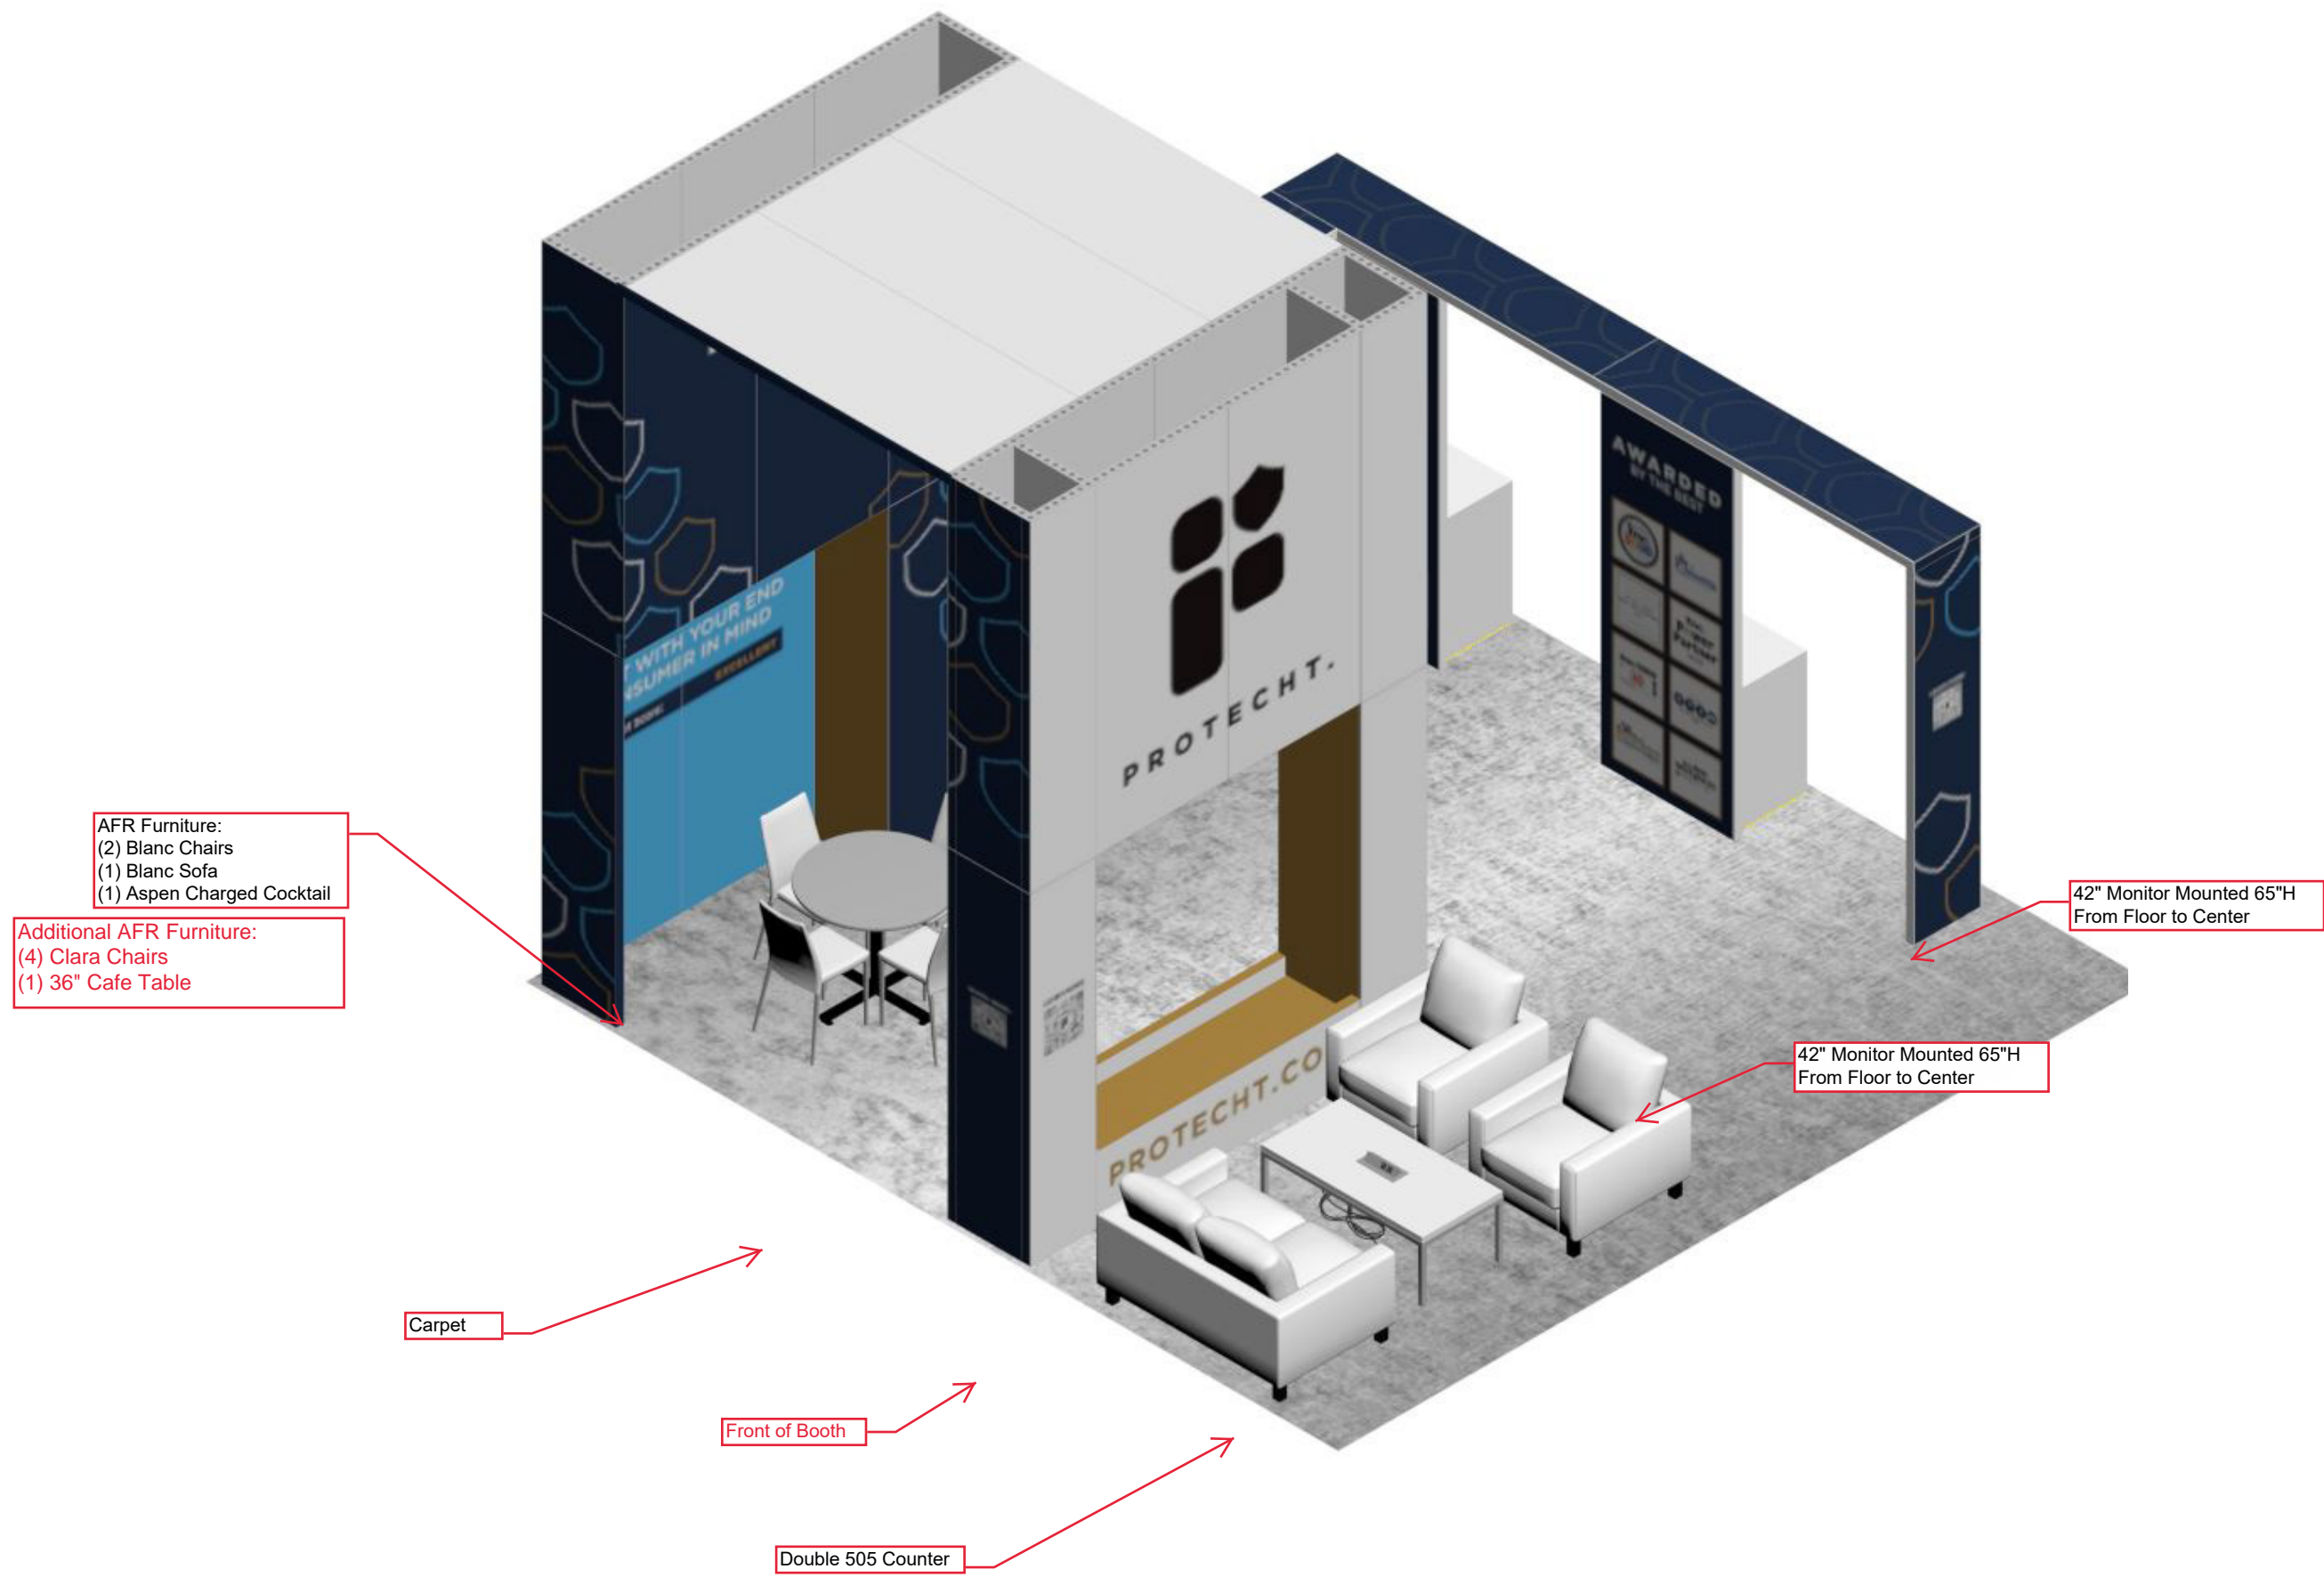 AWARDED
BY THE BEST
Power
Partner
T WITH YOUR END
NSUMER IN MIND
EXCELLENT
PROTECHT.
PROTECHT.CO
AFR Furniture:
(2) Blanc Chairs
(1) Blanc Sofa
(1) Aspen Charged Cocktail
Additional AFR Furniture:
(4) Clara Chairs
(1) 36" Cafe Table
42" Monitor Mounted 65"H
From Floor to Center
42" Monitor Mounted 65"H
From Floor to Center
Carpet
Front of Booth
Double 505 Counter